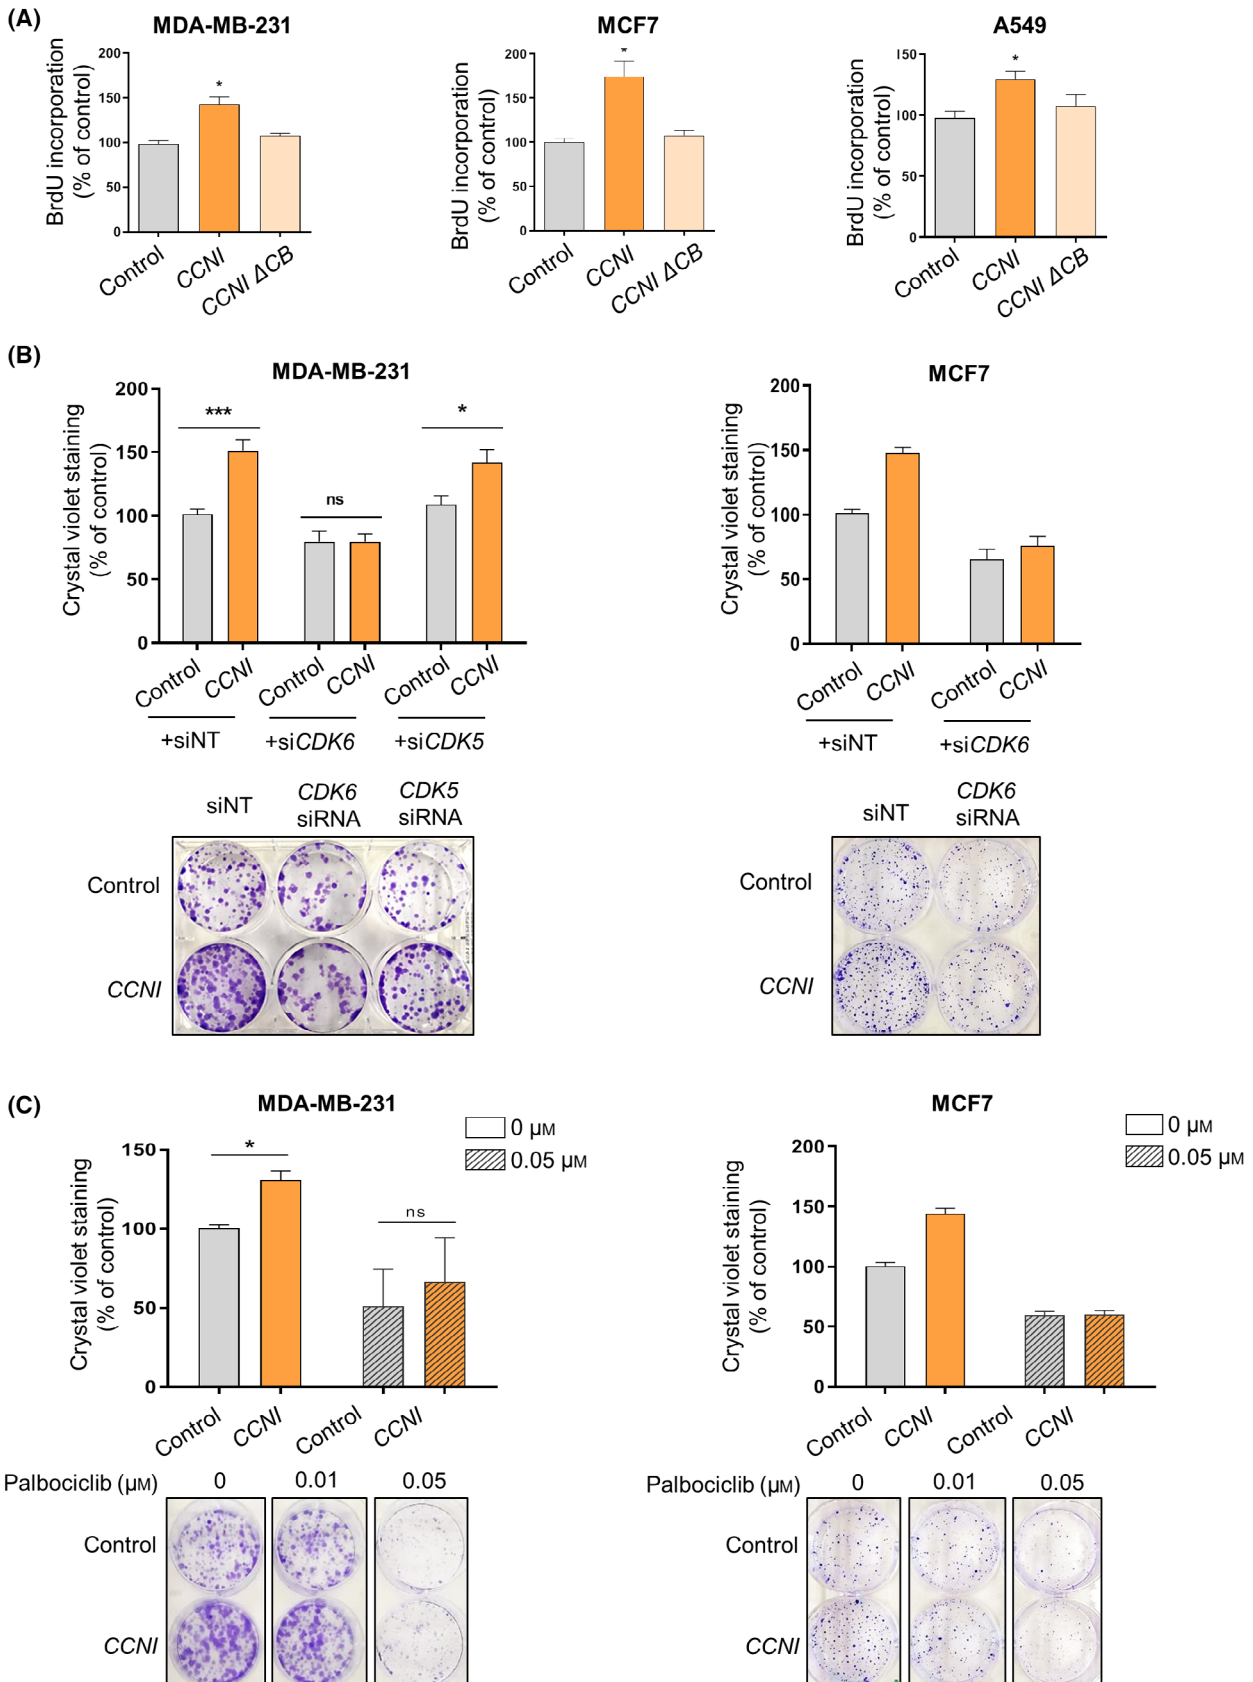 (A)
MDA-MB-231
MCF7
A549
BrdU incorporation
(% of control)
200
150
100
50
0
*
Control
CCNI
CCNI ΔCB
BrdU incorporation
(% of control)
200
150
100
50
0
*
Control
CCNI
CCNI ΔCB
BrdU incorporation
(% of control)
150
100
50
0
*
Control
CCNI
CCNI ΔCB
(B)
MDA-MB-231
Crystal violet staining
(% of control)
200
150
100
50
0
***
ns
*
Control
CCNI
Control
CCNI
Control
CCNI
+siNT
+siCDK6
+siCDK5
MCF7
Crystal violet staining
(% of control)
200
150
100
50
0
Control
CCNI
Control
CCNI
+siNT
+siCDK6
siNT
CDK6
siRNA
CDK5
siRNA
Control
CCNI
siNT
CDK6
siRNA
Control
CCNI
(C)
MDA-MB-231
0 μM
0.05 μM
Crystal violet staining
(% of control)
150
100
50
0
*
ns
Control
CCNI
Control
CCNI
MCF7
0 μM
0.05 μM
Crystal violet staining
(% of control)
200
150
100
50
0
Control
CCNI
Control
CCNI
Palbociclib (μM)
0
0.01
0.05
Control
CCNI
Palbociclib (μM)
0
0.01
0.05
Control
CCNI